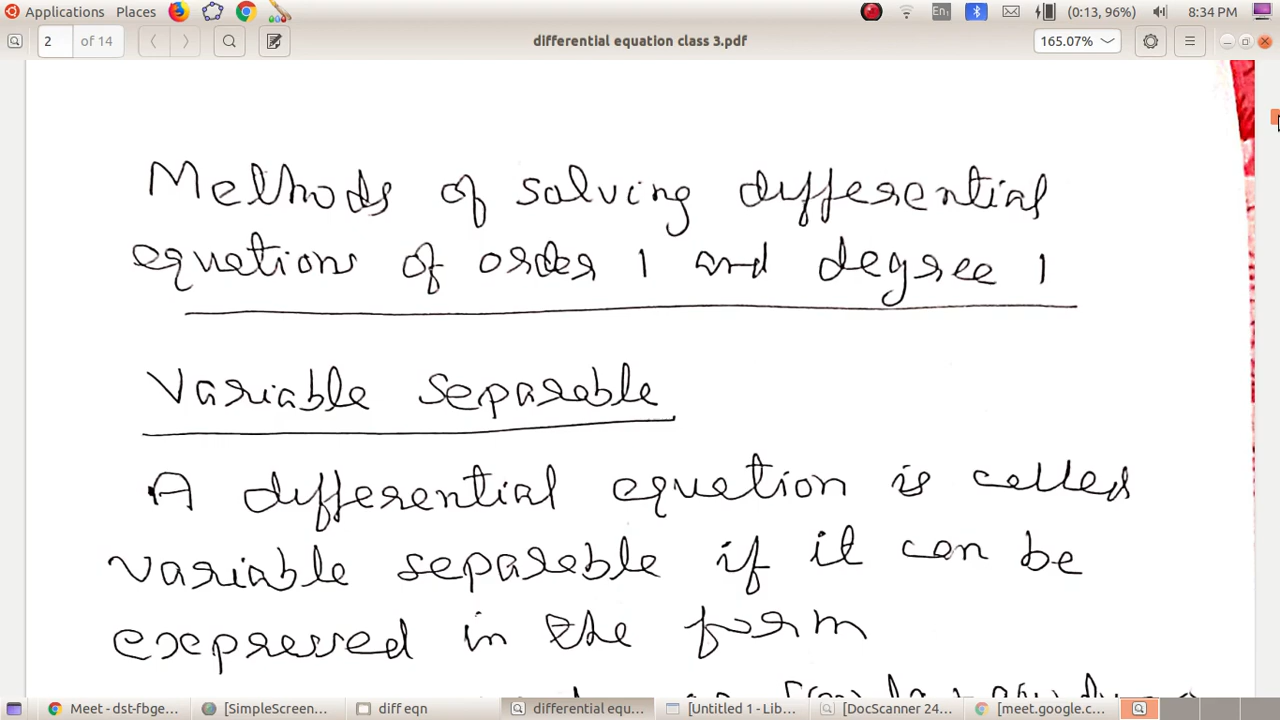 Applications Places En₁ (0:13, 96%) 8:34 PM
2 of 14 differential equation class 3.pdf 165.07%
Methods of solving differential
equations of order 1 and degree 1
Variable separable
A differential equation is called
variable separable if it can be
expressed in the form
Meet - dst-fbge... [SimpleScreen... diff eqn differential equ... [Untitled 1 - Lib... [DocScanner 24... [meet.google.c...